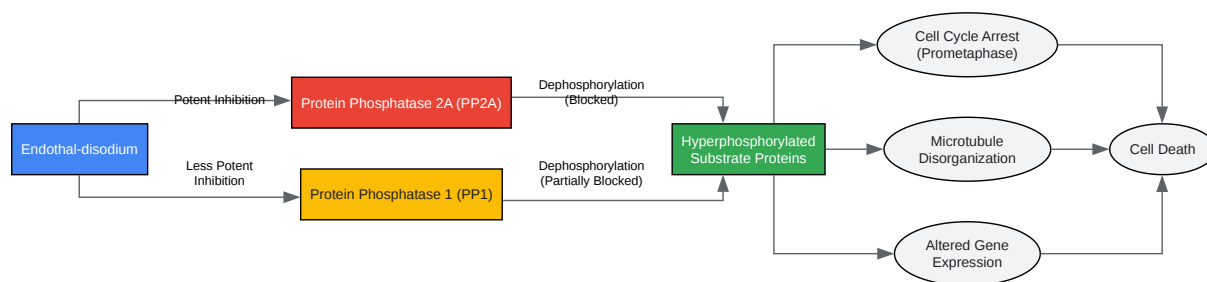 Endothal-disodium
Potent Inhibition
Less Potent
Inhibition
Protein Phosphatase 2A (PP2A)
Protein Phosphatase 1 (PP1)
Dephosphorylation
(Blocked)
Dephosphorylation
(Partially Blocked)
Hyperphosphorylated
Substrate Proteins
Cell Cycle Arrest
(Prometaphase)
Microtubule
Disorganization
Altered Gene
Expression
Cell Death